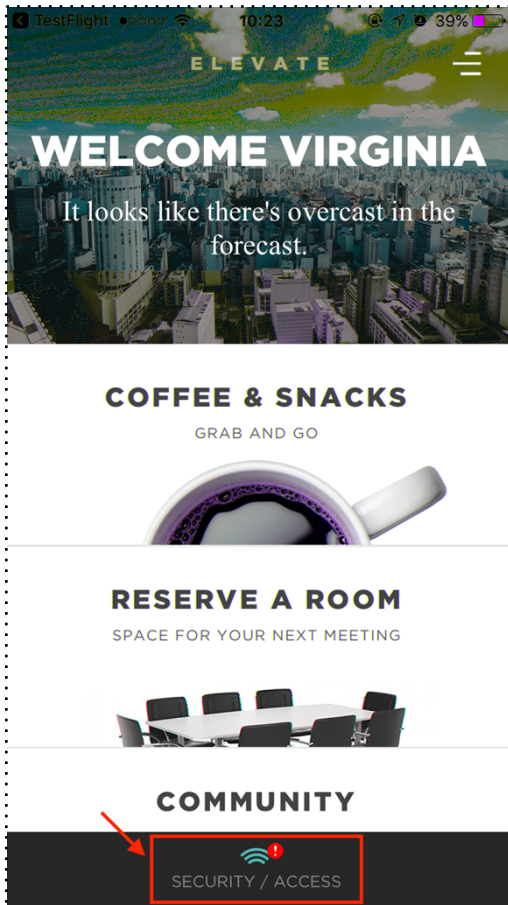 TestFlight 10:23 39%
ELEVATE
WELCOME VIRGINIA
It looks like there's overcast in the
forecast.
COFFEE & SNACKS
GRAB AND GO
RESERVE A ROOM
SPACE FOR YOUR NEXT MEETING
COMMUNITY
!
SECURITY / ACCESS